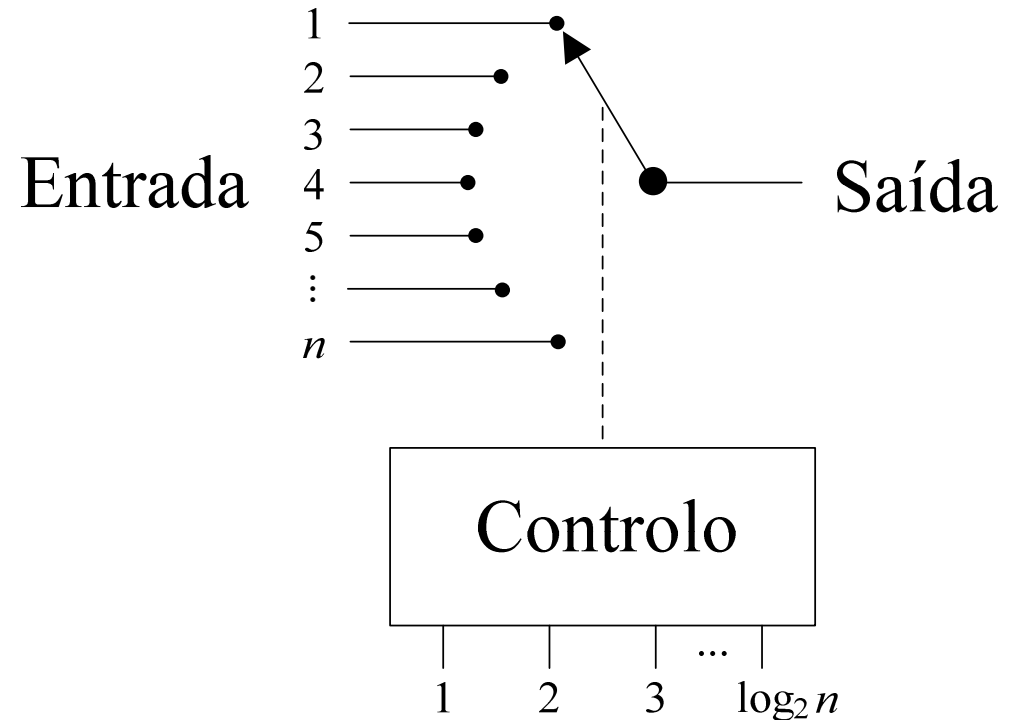 1
2
3
Entrada 4 Saída
5
⋮
n
Controlo
1 2 3 ... log₂ n